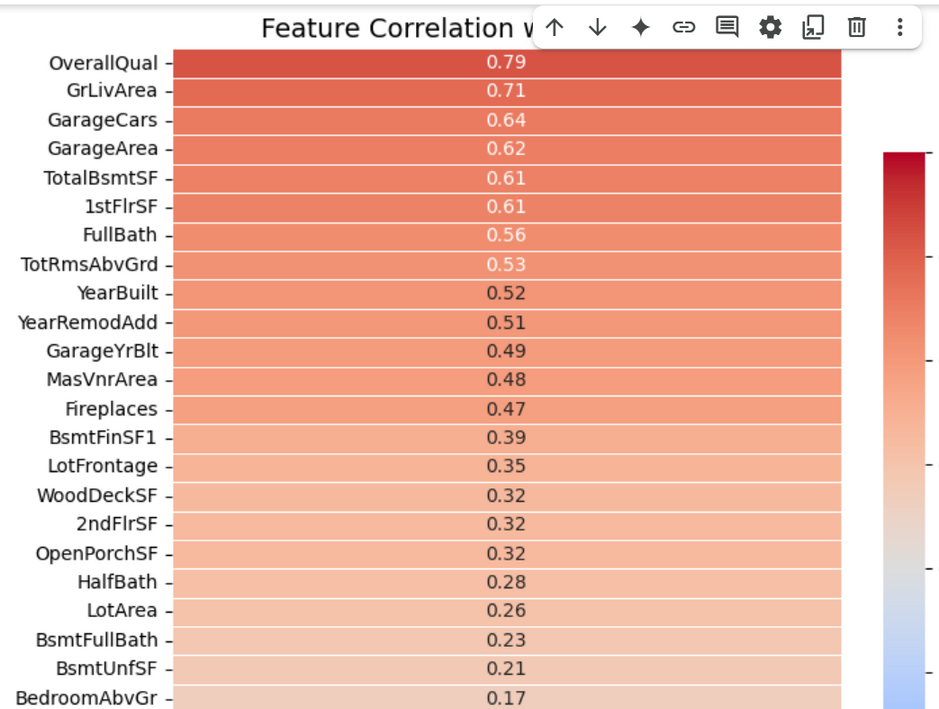 Feature Correlation
OverallQual 0.79
GrLivArea 0.71
GarageCars 0.64
GarageArea 0.62
TotalBsmtSF 0.61
1stFlrSF 0.61
FullBath 0.56
TotRmsAbvGrd 0.53
YearBuilt 0.52
YearRemodAdd 0.51
GarageYrBlt 0.49
MasVnrArea 0.48
Fireplaces 0.47
BsmtFinSF1 0.39
LotFrontage 0.35
WoodDeckSF 0.32
2ndFlrSF 0.32
OpenPorchSF 0.32
HalfBath 0.28
LotArea 0.26
BsmtFullBath 0.23
BsmtUnfSF 0.21
BedroomAbvGr 0.17